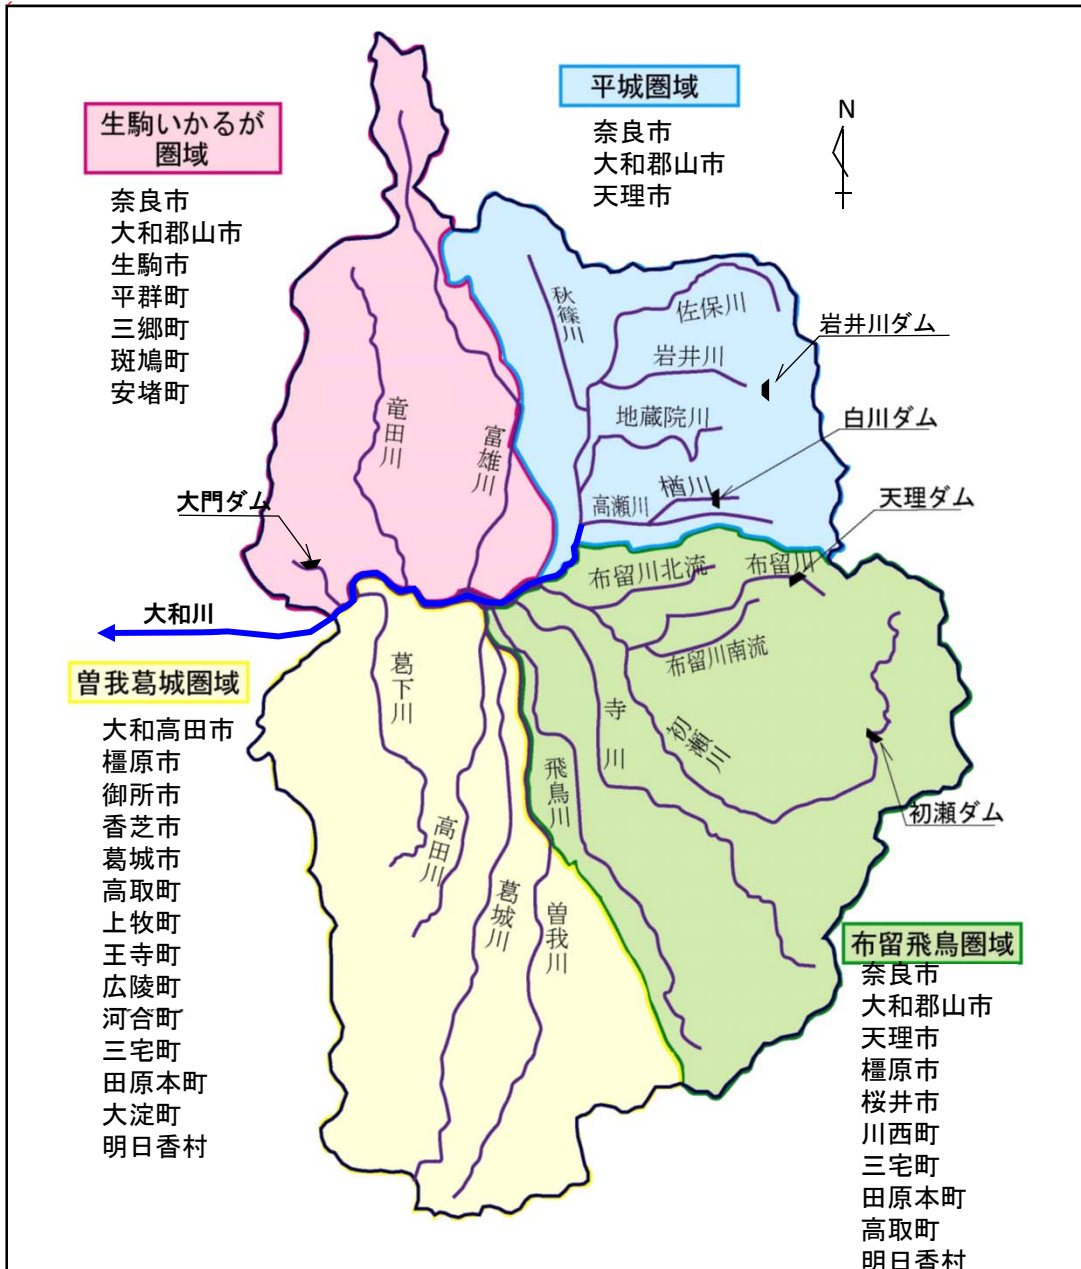 平城圏域
奈良市
大和郡山市
天理市
N
生駒いかるが
圏域
奈良市
大和郡山市
生駒市
平群町
三郷町
斑鳩町
安堵町
秋篠川
佐保川
岩井川
地蔵院川
楢川
高瀬川
岩井川ダム
白川ダム
天理ダム
竜田川
富雄川
大門ダム
大和川
布留川北流
布留川
布留川南流
寺川
初瀬川
飛鳥川
初瀬ダム
曽我葛城圏域
大和高田市
橿原市
御所市
香芝市
葛城市
高取町
上牧町
王寺町
広陵町
河合町
三宅町
田原本町
大淀町
明日香村
葛下川
高田川
葛城川
曽我川
布留飛鳥圏域
奈良市
大和郡山市
天理市
橿原市
桜井市
川西町
三宅町
田原本町
高取町
明日香村